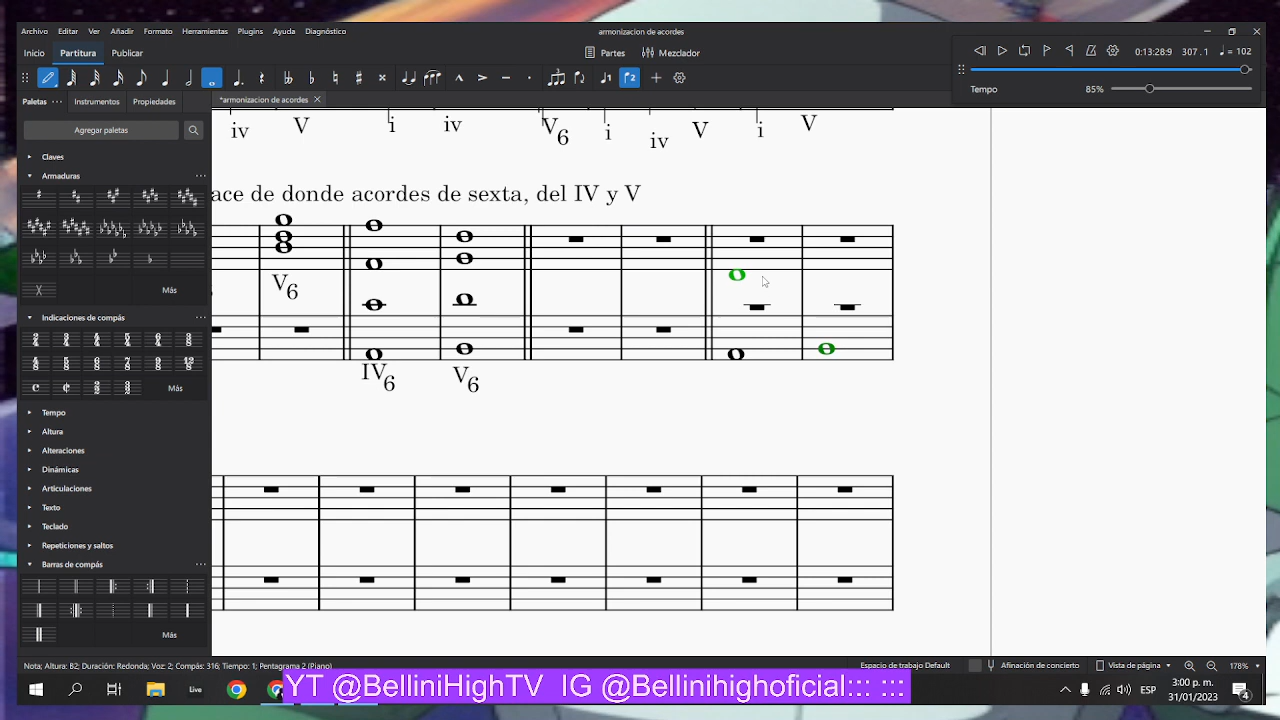 Archivo Editar Ver Añadir Formato Herramientas Plugins Ayuda Diagnóstico
armonizacion de acordes
Inicio Partitura Publicar
Partes Mezclador
0:13:28:9 307. 1 = 102
Tempo 85%
Paletas Instrumentos Propiedades
*armonizacion de acordes
Agregar paletas
Claves
Armaduras
Más
Indicaciones de compás
Más
Tempo
Altura
Alteraciones
Dinámicas
Articulaciones
Texto
Teclado
Repeticiones y saltos
Barras de compás
Más
iv V i iv V6 i iv V i V
ace de donde acordes de sexta, del IV y V
V6
IV6 V6
Nota; Altura: B2; Duración: Redonda; Voz: 2; Compás: 316; Tiempo: 1; Pentagrama 2 (Piano)
Espacio de trabajo Default
Afinación de concierto
Vista de página
178%
Live
YT @BelliniHighTV IG @Bellinihighoficial
ESP
3:00 p. m.
31/01/2023
4